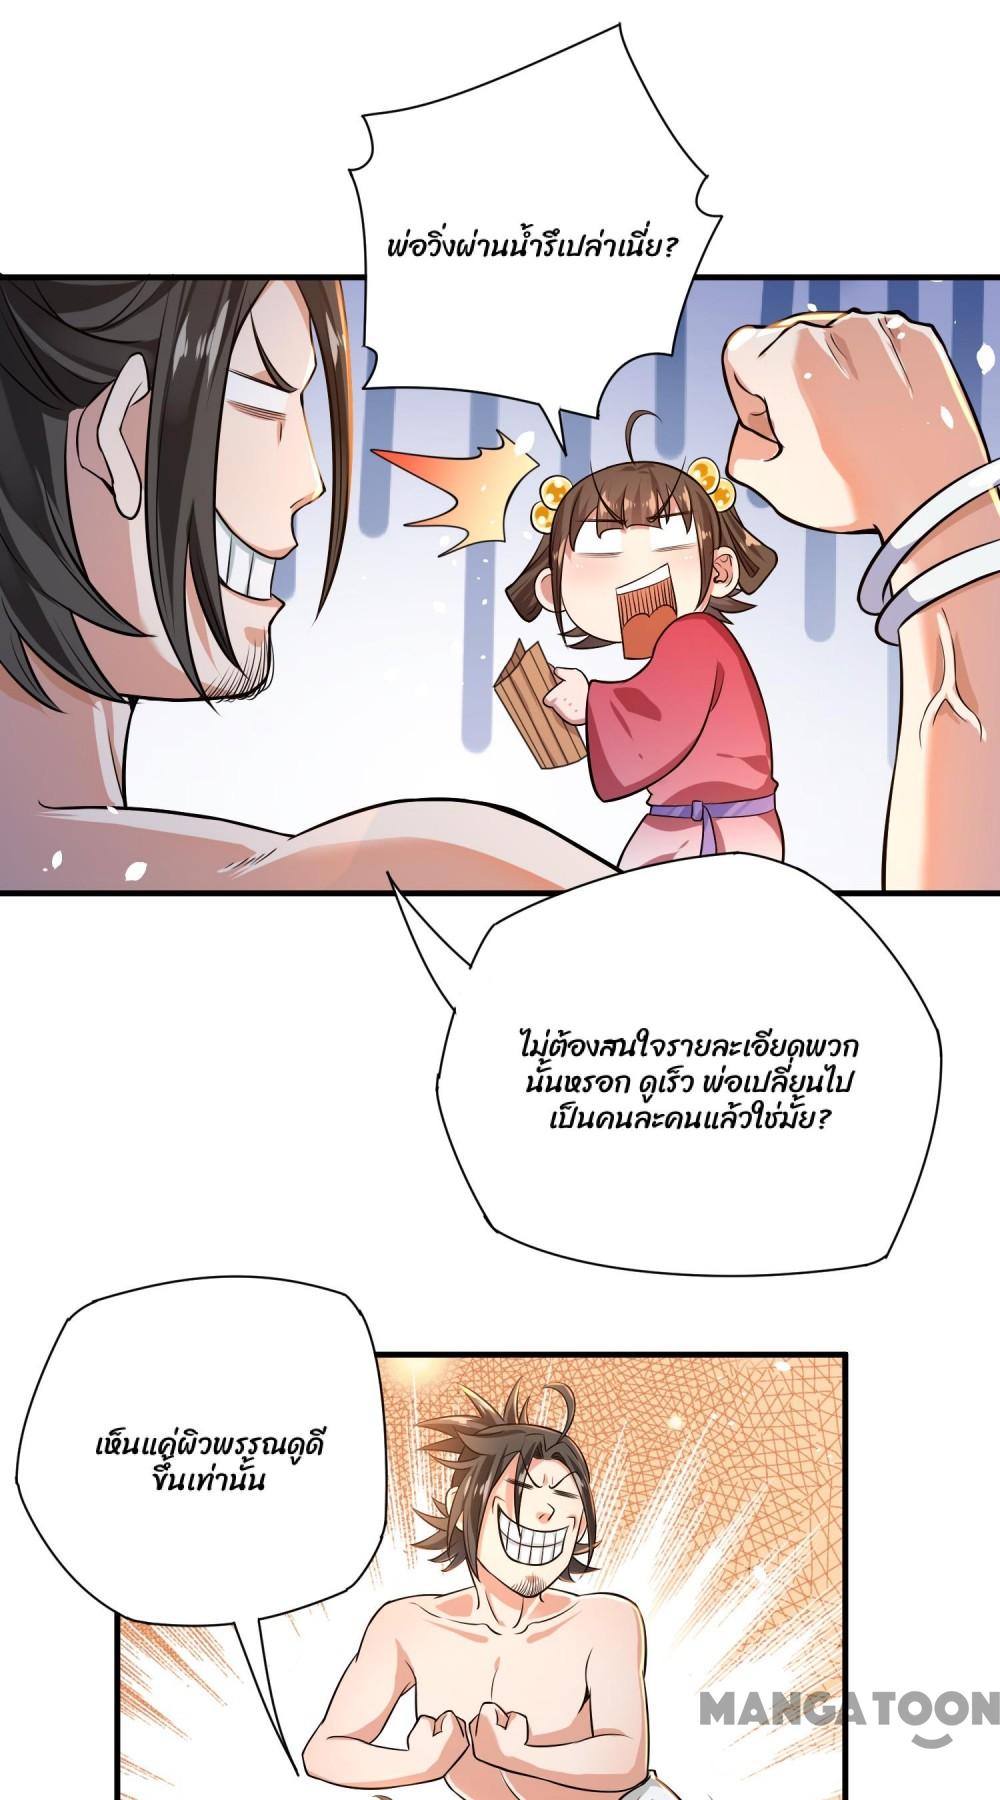 พ่อวิ่งผ่านน้ำรึเปล่าเนี่ย?
ไม่ต้องสนใจรายละเอียดพวก
นั้นหรอก ดูเร็ว พ่อเปลี่ยนไป
เป็นคนละคนแล้วใช่มั้ย?
เห็นแค่ผิวพรรณดูดี
ขึ้นเท่านั้น
MANGATOON